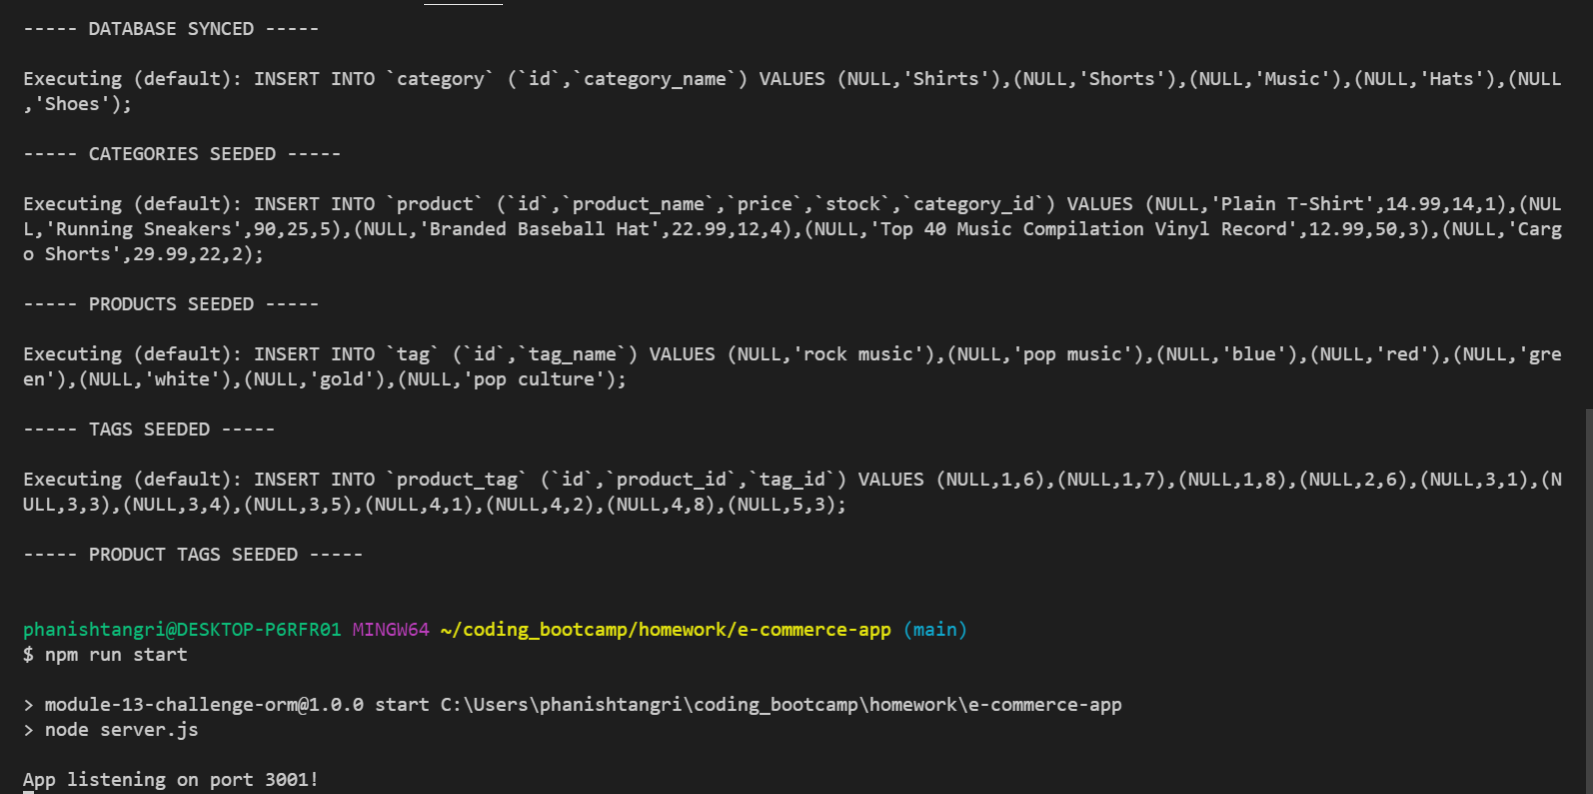 ----- DATABASE SYNCED -----
Executing (default): INSERT INTO `category` (`id`,`category_name`) VALUES (NULL,'Shirts'),(NULL,'Shorts'),(NULL,'Music'),(NULL,'Hats'),(NULL
,'Shoes');
----- CATEGORIES SEEDED -----
Executing (default): INSERT INTO `product` (`id`,`product_name`,`price`,`stock`,`category_id`) VALUES (NULL,'Plain T-Shirt',14.99,14,1),(NUL
L,'Running Sneakers',90,25,5),(NULL,'Branded Baseball Hat',22.99,12,4),(NULL,'Top 40 Music Compilation Vinyl Record',12.99,50,3),(NULL,'Carg
o Shorts',29.99,22,2);
----- PRODUCTS SEEDED -----
Executing (default): INSERT INTO `tag` (`id`,`tag_name`) VALUES (NULL,'rock music'),(NULL,'pop music'),(NULL,'blue'),(NULL,'red'),(NULL,'gre
en'),(NULL,'white'),(NULL,'gold'),(NULL,'pop culture');
----- TAGS SEEDED -----
Executing (default): INSERT INTO `product_tag` (`id`,`product_id`,`tag_id`) VALUES (NULL,1,6),(NULL,1,7),(NULL,1,8),(NULL,2,6),(NULL,3,1),(N
ULL,3,3),(NULL,3,4),(NULL,3,5),(NULL,4,1),(NULL,4,2),(NULL,4,8),(NULL,5,3);
----- PRODUCT TAGS SEEDED -----
phanishtangri@DESKTOP-P6RFR01 MINGW64 ~/coding_bootcamp/homework/e-commerce-app (main)
$ npm run start
> module-13-challenge-orm@1.0.0 start C:\Users\phanishtangri\coding_bootcamp\homework\e-commerce-app
> node server.js
App listening on port 3001!